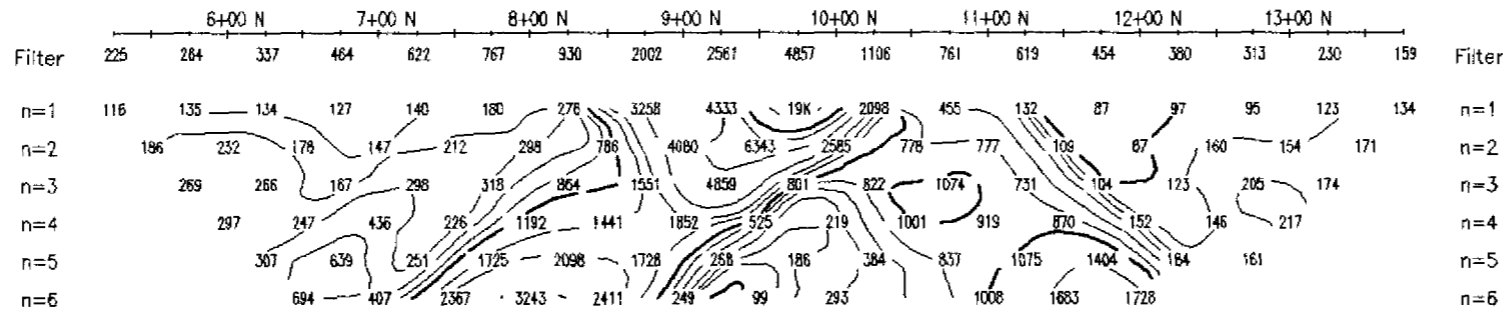 6+00 N 7+00 N 8+00 N 9+00 N 10+00 N 11+00 N 12+00 N 13+00 N
Filter 225 284 337 464 622 767 930 2002 2561 4857 1106 761 619 454 380 313 230 159 Filter
n=1 116 135 134 127 140 180 276 3258 4333 19K 2098 455 132 87 97 95 123 134 n=1
n=2 186 232 178 147 212 298 786 4080 6343 2585 778 777 109 67 160 154 171 n=2
n=3 269 266 167 298 318 864 1551 4859 801 822 1074 731 104 123 205 174 n=3
n=4 297 247 436 226 1192 1441 1852 525 219 1001 919 870 152 146 217 n=4
n=5 307 639 251 1725 2098 1728 268 186 384 837 1075 1404 164 161 n=5
n=6 694 407 2367 3243 2411 249 99 293 1008 1683 1728 n=6